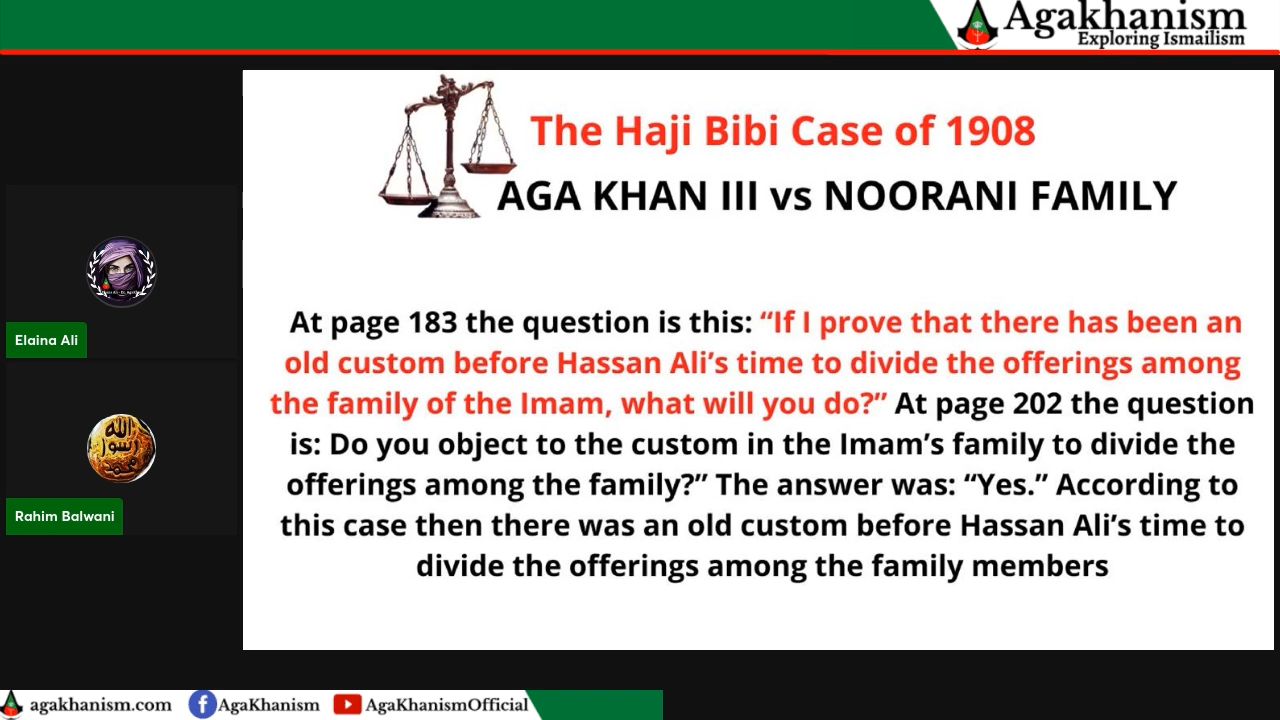 Agakhanism
Exploring Ismailism
The Haji Bibi Case of 1908
AGA KHAN III vs NOORANI FAMILY
At page 183 the question is this: “If I prove that there has been an
old custom before Hassan Ali’s time to divide the offerings among
the family of the Imam, what will you do?” At page 202 the question
is: Do you object to the custom in the Imam’s family to divide the
offerings among the family?” The answer was: “Yes.” According to
this case then there was an old custom before Hassan Ali’s time to
divide the offerings among the family members
Elaina Ali
الله
رسول
محمد
Rahim Balwani
agakhanism.com
AgaKhanism
AgaKhanismOfficial